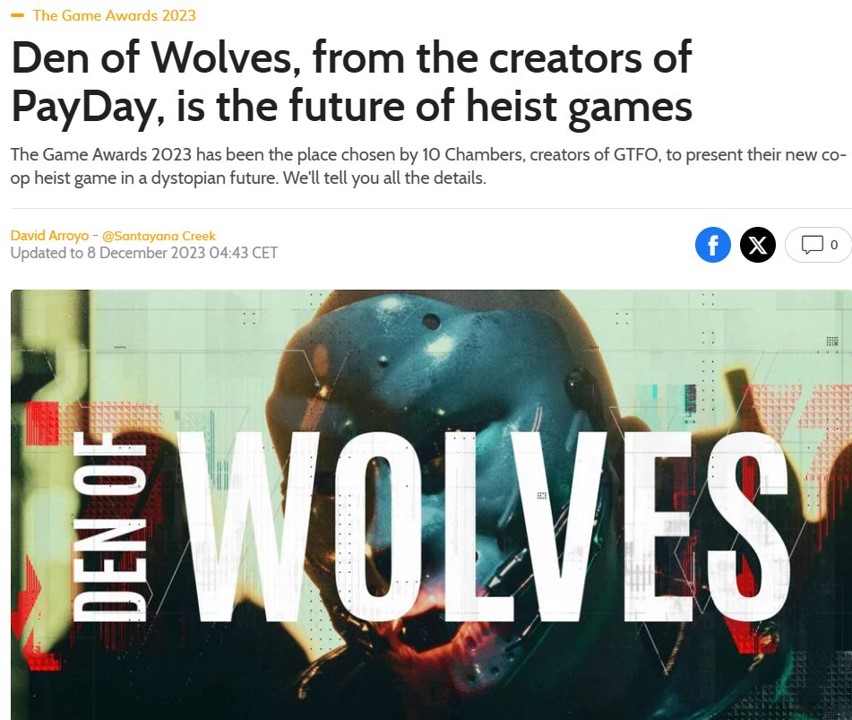 The Game Awards 2023
Den of Wolves, from the creators of
PayDay, is the future of heist games
The Game Awards 2023 has been the place chosen by 10 Chambers, creators of GTFO, to present their new co-
op heist game in a dystopian future. We'll tell you all the details.
David Arroyo - @Santayana Creek
Updated to 8 December 2023 04:43 CET
0
DEN OF
WOLVES